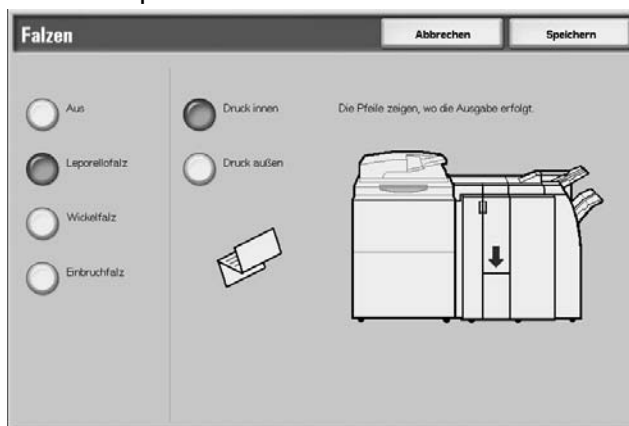 Falzen
Abbrechen
Speichern
Aus
Leporellofalz
Wickelfalz
Einbruchfalz
Druck innen
Druck außen
Die Pfeile zeigen, wo die Ausgabe erfolgt.